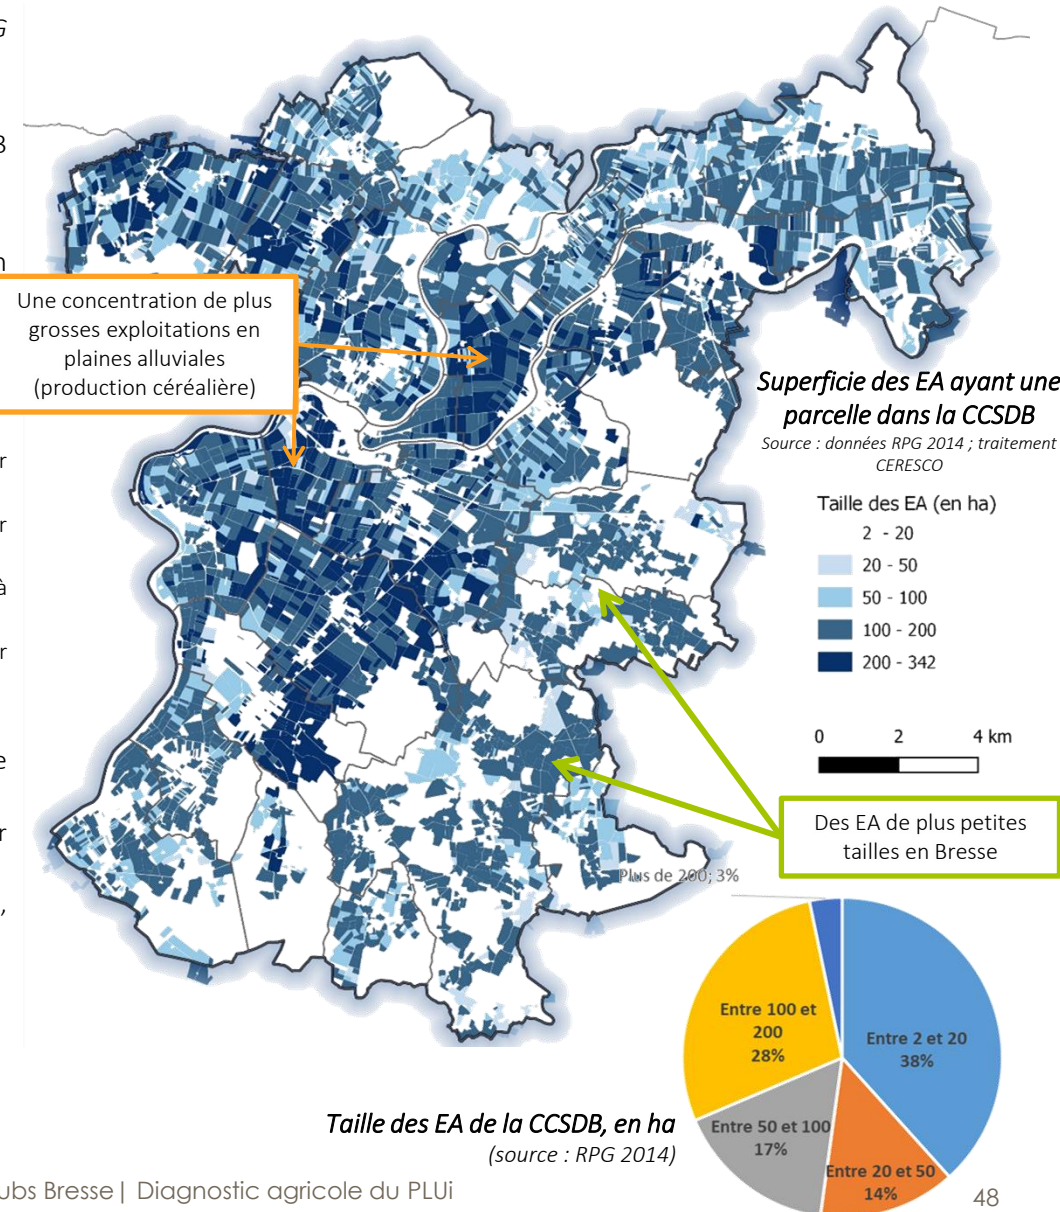 G
8
n
Une concentration de plus
grosses exploitations en
plaines alluviales
(production céréalière)
r
r
à
r
e
r
,
Superficie des EA ayant une
parcelle dans la CCSDB
Source : données RPG 2014 ; traitement
CERESCO
Taille des EA (en ha)
2 - 20
20 - 50
50 - 100
100 - 200
200 - 342
0 2 4 km
Des EA de plus petites
tailles en Bresse
Plus de 200; 3%
Entre 100 et
200
28%
Entre 2 et 20
38%
Entre 50 et 100
17%
Entre 20 et 50
14%
Taille des EA de la CCSDB, en ha
(source : RPG 2014)
ubs Bresse| Diagnostic agricole du PLUi
48